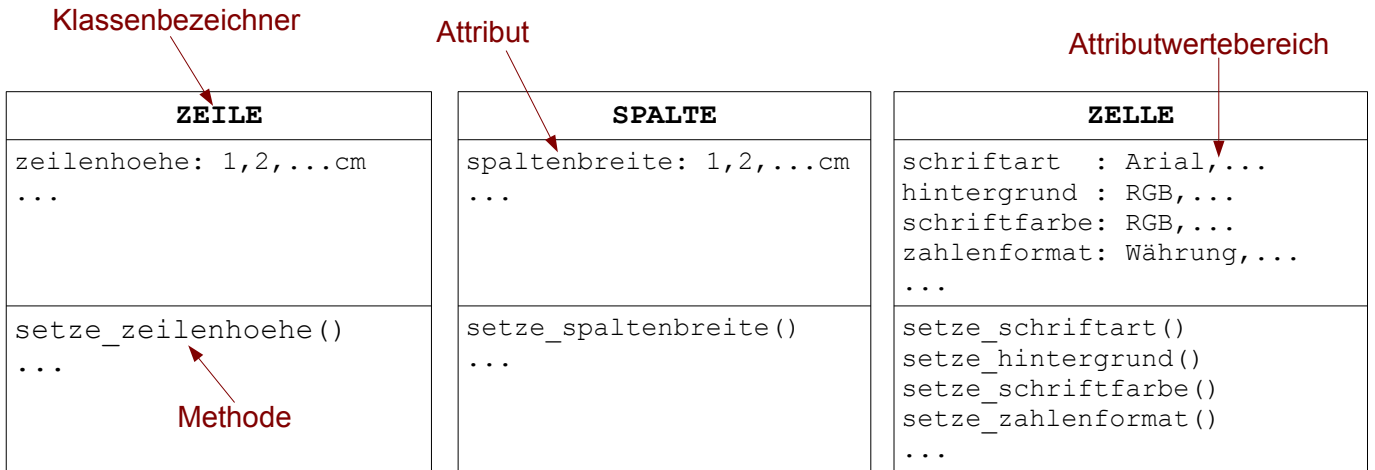 Klassenbezeichner
Attribut
Attributwertebereich
ZEILE
zeilenhoehe: 1,2,...cm
...
setze_zeilenhoehe()
...
Methode
SPALTE
spaltenbreite: 1,2,...cm
...
setze_spaltenbreite()
...
ZELLE
schriftart  : Arial,...
hintergrund : RGB,...
schriftfarbe: RGB,...
zahlenformat: Währung,...
...
setze_schriftart()
setze_hintergrund()
setze_schriftfarbe()
setze_zahlenformat()
...